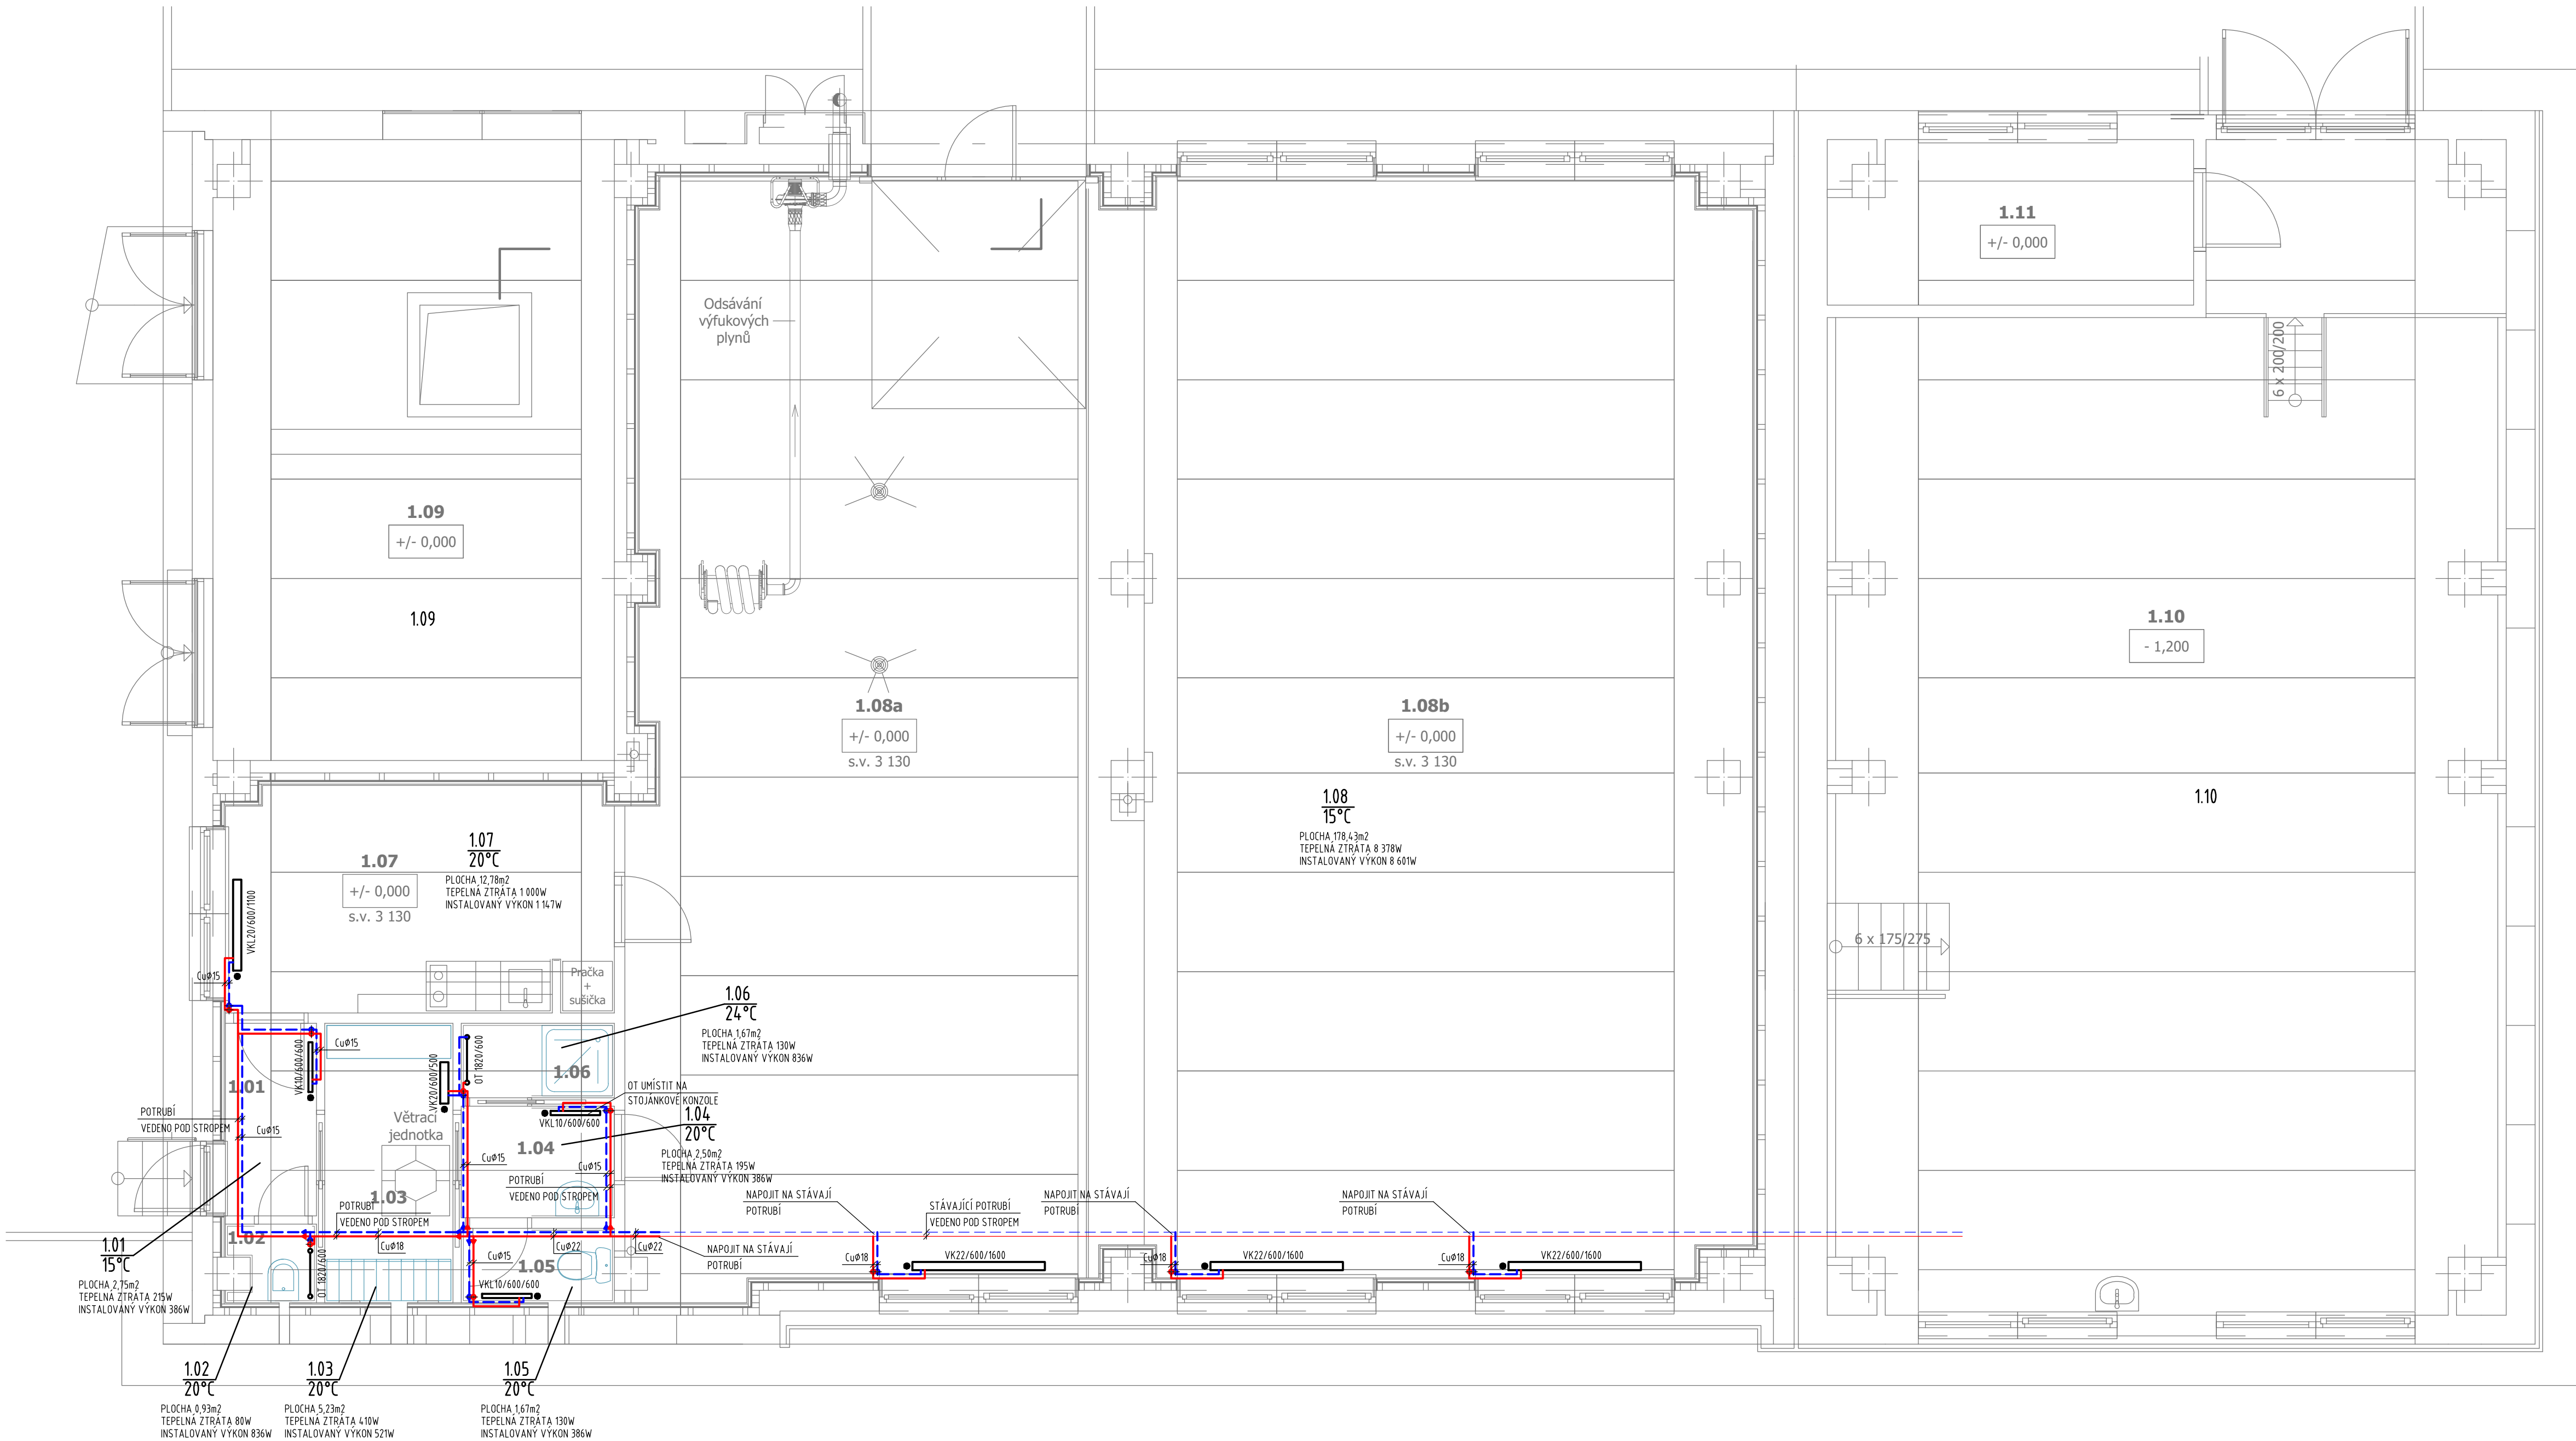 1.11
+/- 0,000
6 x 200/200
Odsávání
výfukových
plynů
1.09
+/- 0,000
1.09
1.08a
+/- 0,000
s.v. 3 130
1.08b
+/- 0,000
s.v. 3 130
1.10
- 1,200
1.10
1.08
15°C
PLOCHA 178,43m2
TEPELNÁ ZTRÁTA 8 378W
INSTALOVANÝ VÝKON 8 601W
1.07
20°C
PLOCHA 12,78m2
TEPELNÁ ZTRÁTA 1 000W
INSTALOVANÝ VÝKON 1 147W
1.07
+/- 0,000
s.v. 3 130
VKL20/600/1100
CuØ15
Pračka
+
sušička
6 x 175/275
1.06
24°C
PLOCHA 1,67m2
TEPELNÁ ZTRÁTA 130W
INSTALOVANÝ VÝKON 836W
CuØ15
VK10/600/600
VK20/600/500
OT 1820/600
1.01
1.06
OT UMÍSTIT NA
STOJÁNKOVÉ KONZOLE
VKL10/600/600
1.04
20°C
PLOCHA 2,50m2
TEPELNÁ ZTRÁTA 195W
INSTALOVANÝ VÝKON 386W
POTRUBÍ
VEDENO POD STROPEM
CuØ15
Větrací
jednotka
1.04
CuØ15
CuØ15
POTRUBÍ
VEDENO POD STROPEM
1.03
POTRUBÍ
VEDENO POD STROPEM
NAPOJIT NA STÁVAJÍ
POTRUBÍ
STÁVAJÍCÍ POTRUBÍ
VEDENO POD STROPEM
NAPOJIT NA STÁVAJÍ
POTRUBÍ
NAPOJIT NA STÁVAJÍ
POTRUBÍ
1.02
CuØ18
CuØ22
CuØ22
NAPOJIT NA STÁVAJÍ
POTRUBÍ
CuØ18
VK22/600/1600
CuØ18
VK22/600/1600
CuØ18
VK22/600/1600
1.01
15°C
PLOCHA 2,75m2
TEPELNÁ ZTRÁTA 215W
INSTALOVANÝ VÝKON 386W
OT 1820/600
CuØ15
1.05
VKL10/600/600
1.02
20°C
PLOCHA 0,93m2
TEPELNÁ ZTRÁTA 80W
INSTALOVANÝ VÝKON 836W
1.03
20°C
PLOCHA 5,23m2
TEPELNÁ ZTRÁTA 410W
INSTALOVANÝ VÝKON 521W
1.05
20°C
PLOCHA 1,67m2
TEPELNÁ ZTRÁTA 130W
INSTALOVANÝ VÝKON 386W